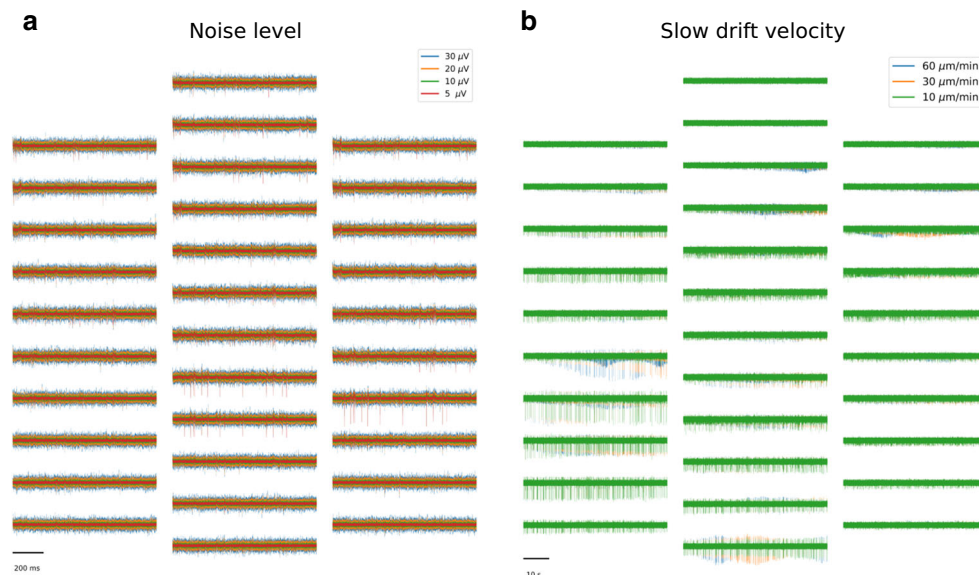 a
Noise level
30 µV
20 µV
10 µV
5 µV
200 ms
b
Slow drift velocity
60 µm/min
30 µm/min
10 µm/min
10 s